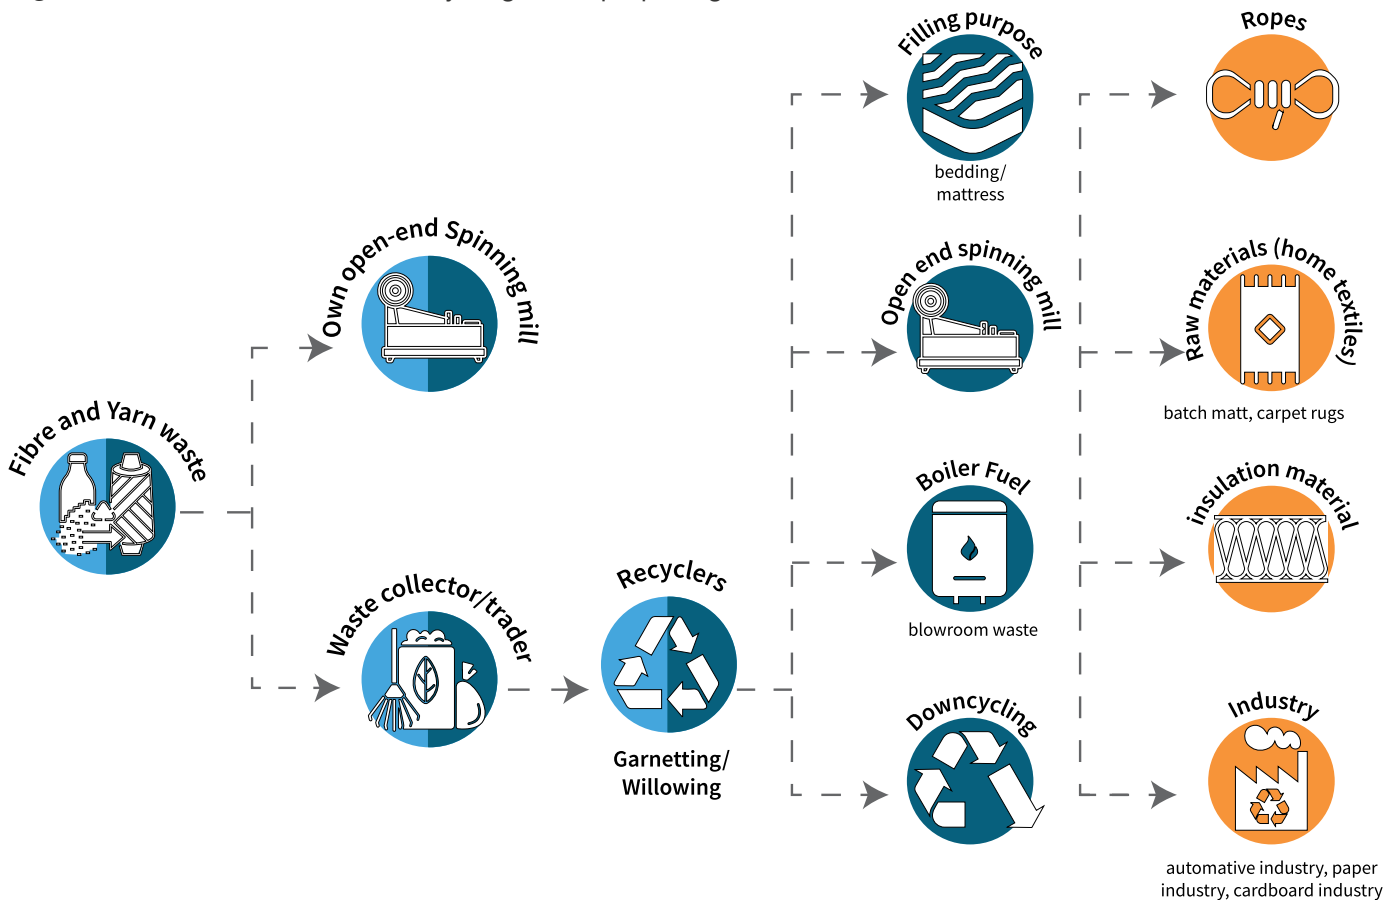 Filling purpose
bedding/
mattress
Ropes
Own open-end Spinning mill
Open end spinning mill
Raw materials (home textiles)
batch matt, carpet rugs
Fibre and Yarn waste
Boiler Fuel
blowroom waste
insulation material
Waste collector/trader
Recyclers
Garnetting/
Willowing
Downcycling
Industry
automative industry, paper
industry, cardboard industry